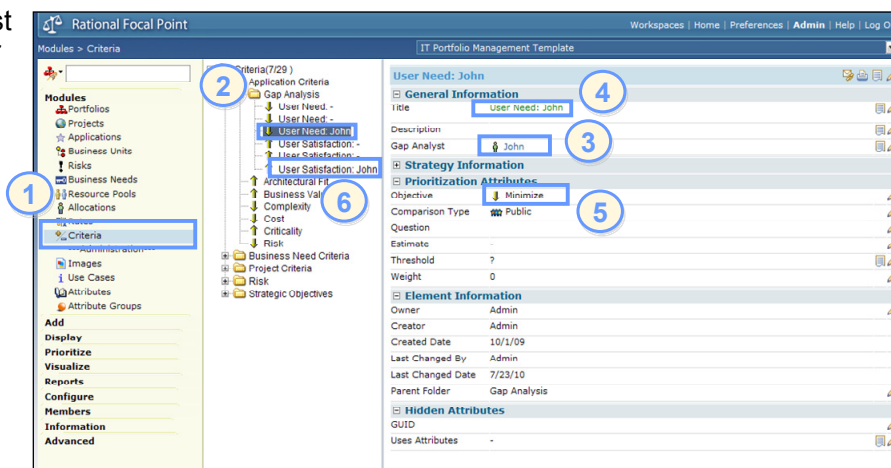 st
Rational Focal Point
Workspaces | Home | Preferences | Admin | Help | Log O
Modules > Criteria
IT Portfolio Management Template
Modules
Portfolios
Projects
Applications
Business Units
Risks
Business Needs
1
Resource Pools
Allocations
Criteria
Images
Use Cases
Attributes
Attribute Groups
Add
Display
Prioritize
Visualize
Reports
Configure
Members
Information
Advanced
Criteria(7/29 )
2
Application Criteria
Gap Analysis
User Need: -
User Need: -
User Need: John
User Satisfaction: -
User Satisfaction: -
User Satisfaction: John
6
Architectural Fit
Business Valu
Complexity
Cost
Criticality
Risk
Business Need Criteria
Project Criteria
Risk
Strategic Objectives
User Need: John
General Information
Title User Need: John
4
Description
Gap Analyst John
3
Strategy Information
Prioritization Attributes
Objective Minimize
5
Comparison Type Public
Question
Estimate -
Threshold ?
Weight 0
Element Information
Owner Admin
Creator Admin
Created Date 10/1/09
Last Changed By Admin
Last Changed Date 7/23/10
Parent Folder Gap Analysis
Hidden Attributes
GUID
Uses Attributes -